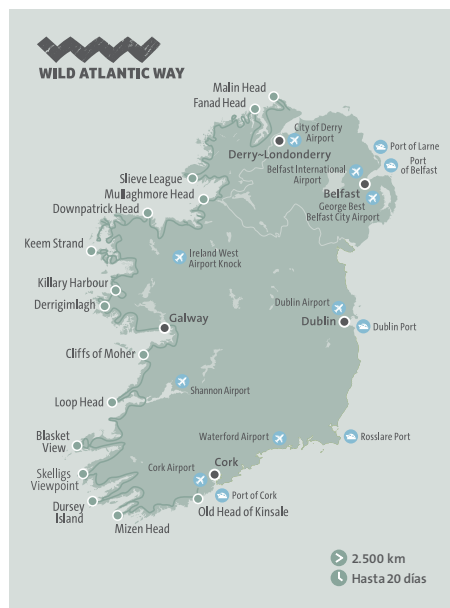 WILD ATLANTIC WAY
Malin Head
Fanad Head
City of Derry
Airport
Derry~Londonderry
Port of Larne
Belfast International
Airport
Port
of Belfast
Slieve League
Mullaghmore Head
Belfast
George Best
Belfast City Airport
Downpatrick Head
Keem Strand
Ireland West
Airport Knock
Killary Harbour
Derrigimlagh
Dublin Airport
Galway
Dublin
Dublin Port
Cliffs of Moher
Shannon Airport
Loop Head
Blasket
View
Waterford Airport
Rosslare Port
Skelligs
Viewpoint
Cork Airport
Cork
Port of Cork
Dursey
Island
Old Head of Kinsale
Mizen Head
2.500 km
Hasta 20 días